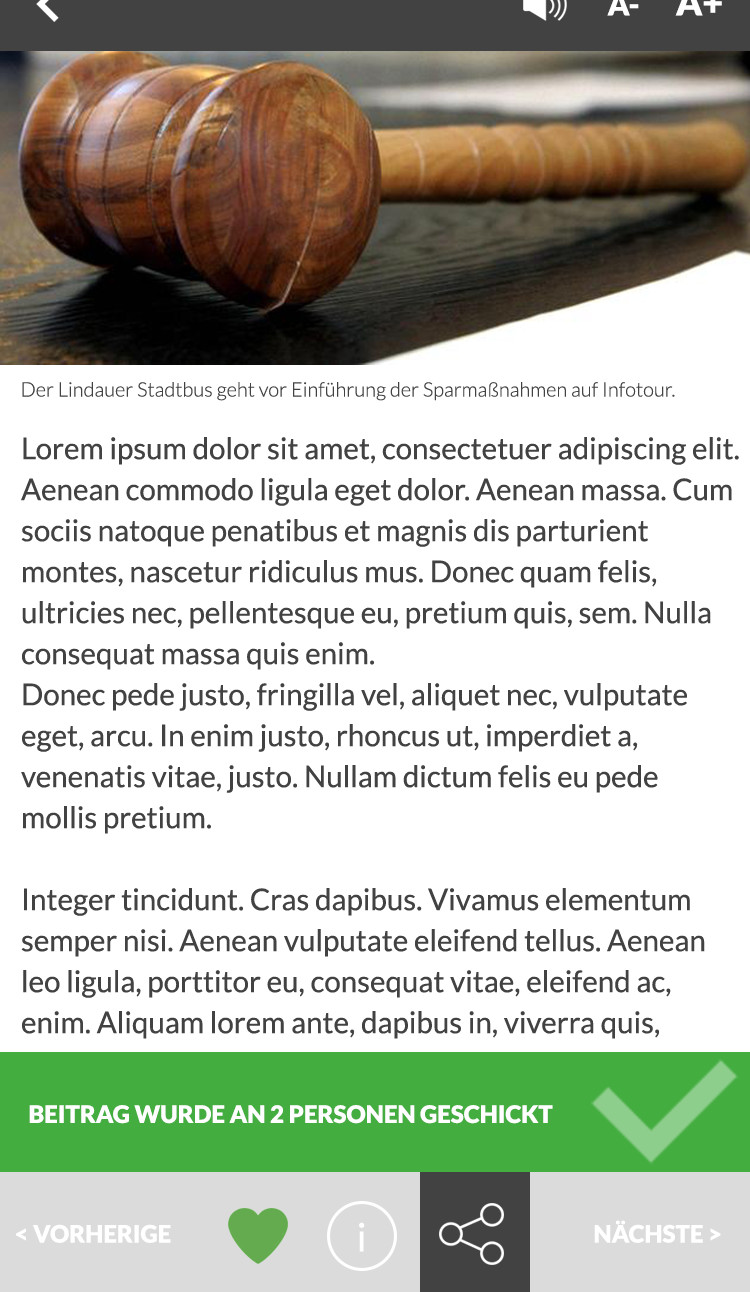 A- A+
Der Lindauer Stadtbus geht vor Einführung der Sparmaßnahmen auf Infotour.
Lorem ipsum dolor sit amet, consectetuer adipiscing elit.
Aenean commodo ligula eget dolor. Aenean massa. Cum
sociis natoque penatibus et magnis dis parturient
montes, nascetur ridiculus mus. Donec quam felis,
ultricies nec, pellentesque eu, pretium quis, sem. Nulla
consequat massa quis enim.
Donec pede justo, fringilla vel, aliquet nec, vulputate
eget, arcu. In enim justo, rhoncus ut, imperdiet a,
venenatis vitae, justo. Nullam dictum felis eu pede
mollis pretium.
Integer tincidunt. Cras dapibus. Vivamus elementum
semper nisi. Aenean vulputate eleifend tellus. Aenean
leo ligula, porttitor eu, consequat vitae, eleifend ac,
enim. Aliquam lorem ante, dapibus in, viverra quis,
BEITRAG WURDE AN 2 PERSONEN GESCHICKT
< VORHERIGE i NÄCHSTE >